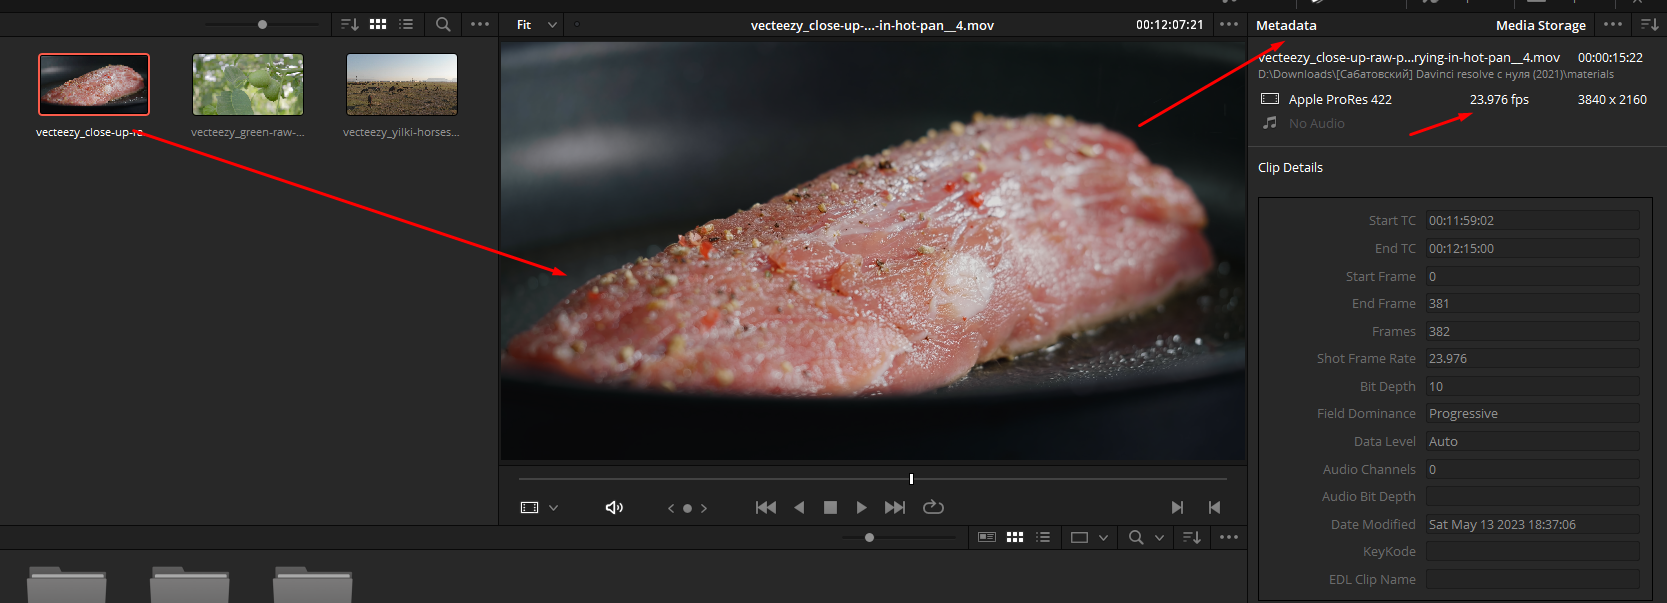 Fit
vecteezy_close-up-...-in-hot-pan__4.mov
00:12:07:21
Metadata
Media Storage
vecteezy_close-up-ra
vecteezy_green-raw-...
vecteezy_yilki-horses...
vecteezy_close-up-raw-p...rying-in-hot-pan__4.mov
00:00:15:22
D:\Downloads\[Сабатовский] Davinci resolve с нуля (2021)\materials
Apple ProRes 422
23.976 fps
3840 x 2160
No Audio
Clip Details
Start TC 00:11:59:02
End TC 00:12:15:00
Start Frame 0
End Frame 381
Frames 382
Shot Frame Rate 23.976
Bit Depth 10
Field Dominance Progressive
Data Level Auto
Audio Channels 0
Audio Bit Depth
Date Modified Sat May 13 2023 18:37:06
KeyKode
EDL Clip Name